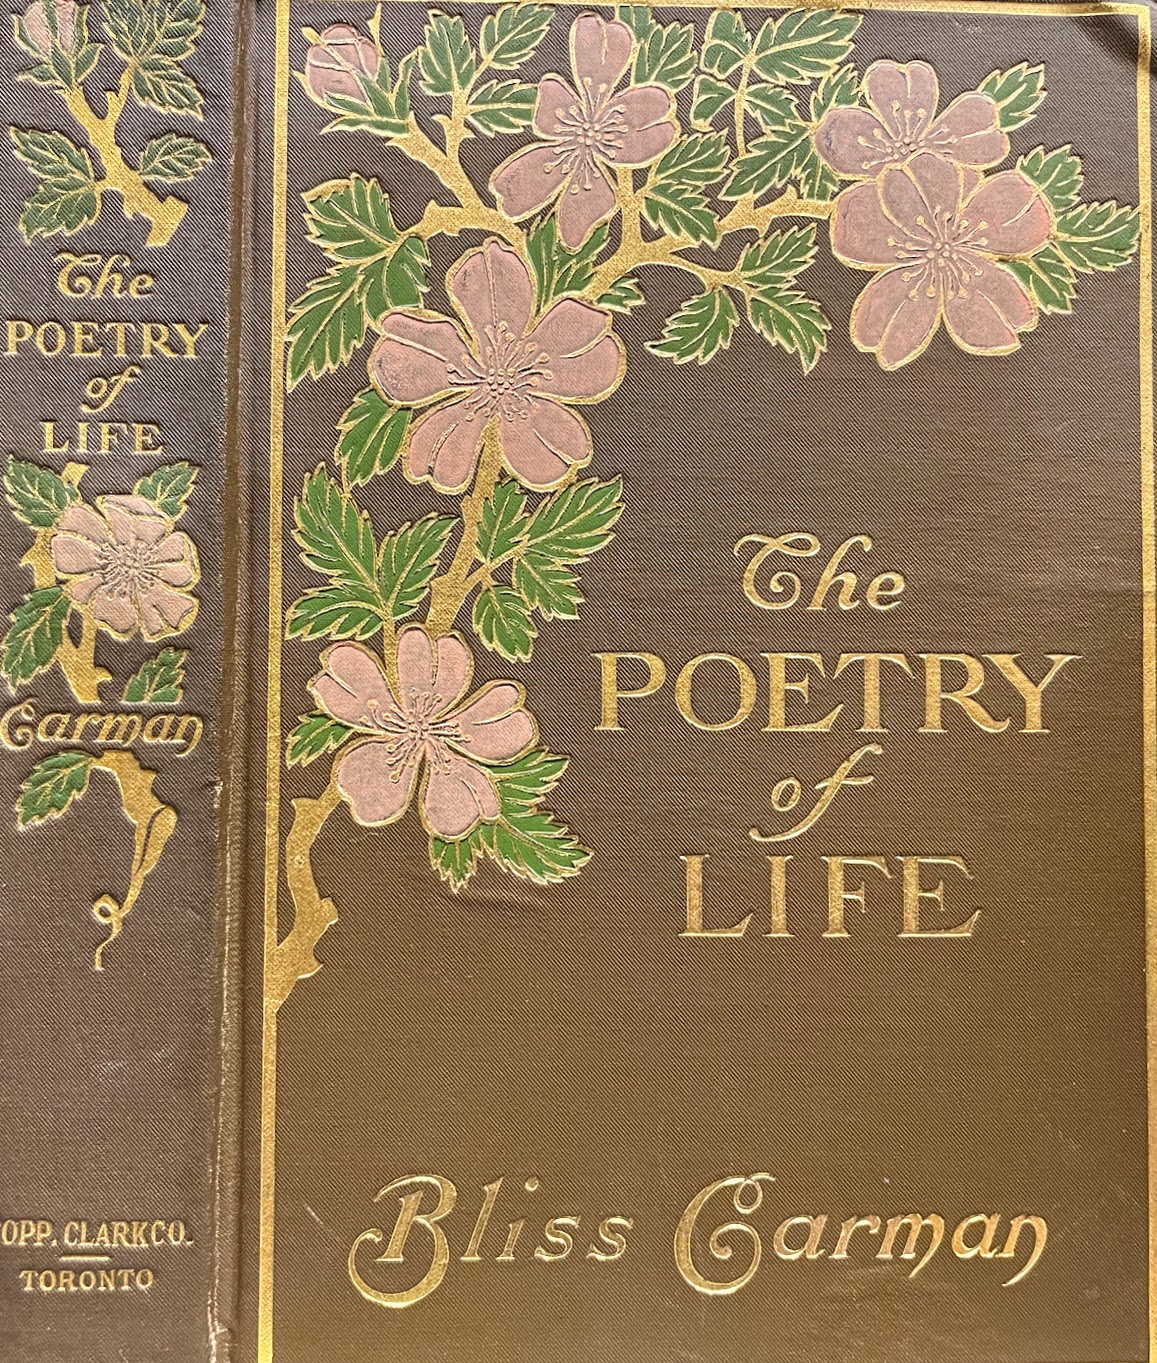 The
POETRY
of
LIFE
Carman
OPP. CLARK CO.
TORONTO
The
POETRY
of
LIFE
Bliss Carman